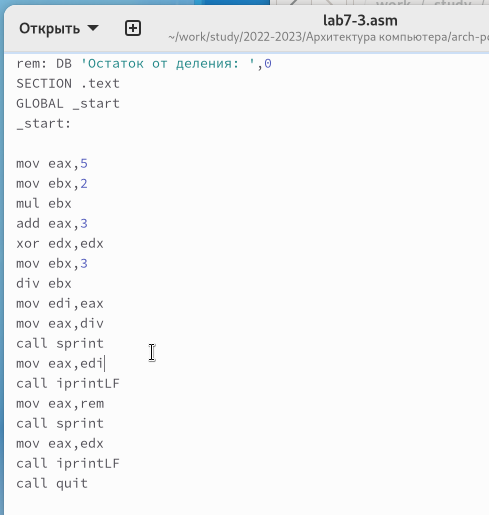 lab7-3.asm
Открыть
~/work/study/2022-2023/Архитектура компьютера/arch-pc
rem: DB 'Остаток от деления: ',0
SECTION .text
GLOBAL _start
_start:
mov eax,5
mov ebx,2
mul ebx
add eax,3
xor edx,edx
mov ebx,3
div ebx
mov edi,eax
mov eax,div
call sprint
mov eax,edi
call iprintLF
mov eax,rem
call sprint
mov eax,edx
call iprintLF
call quit